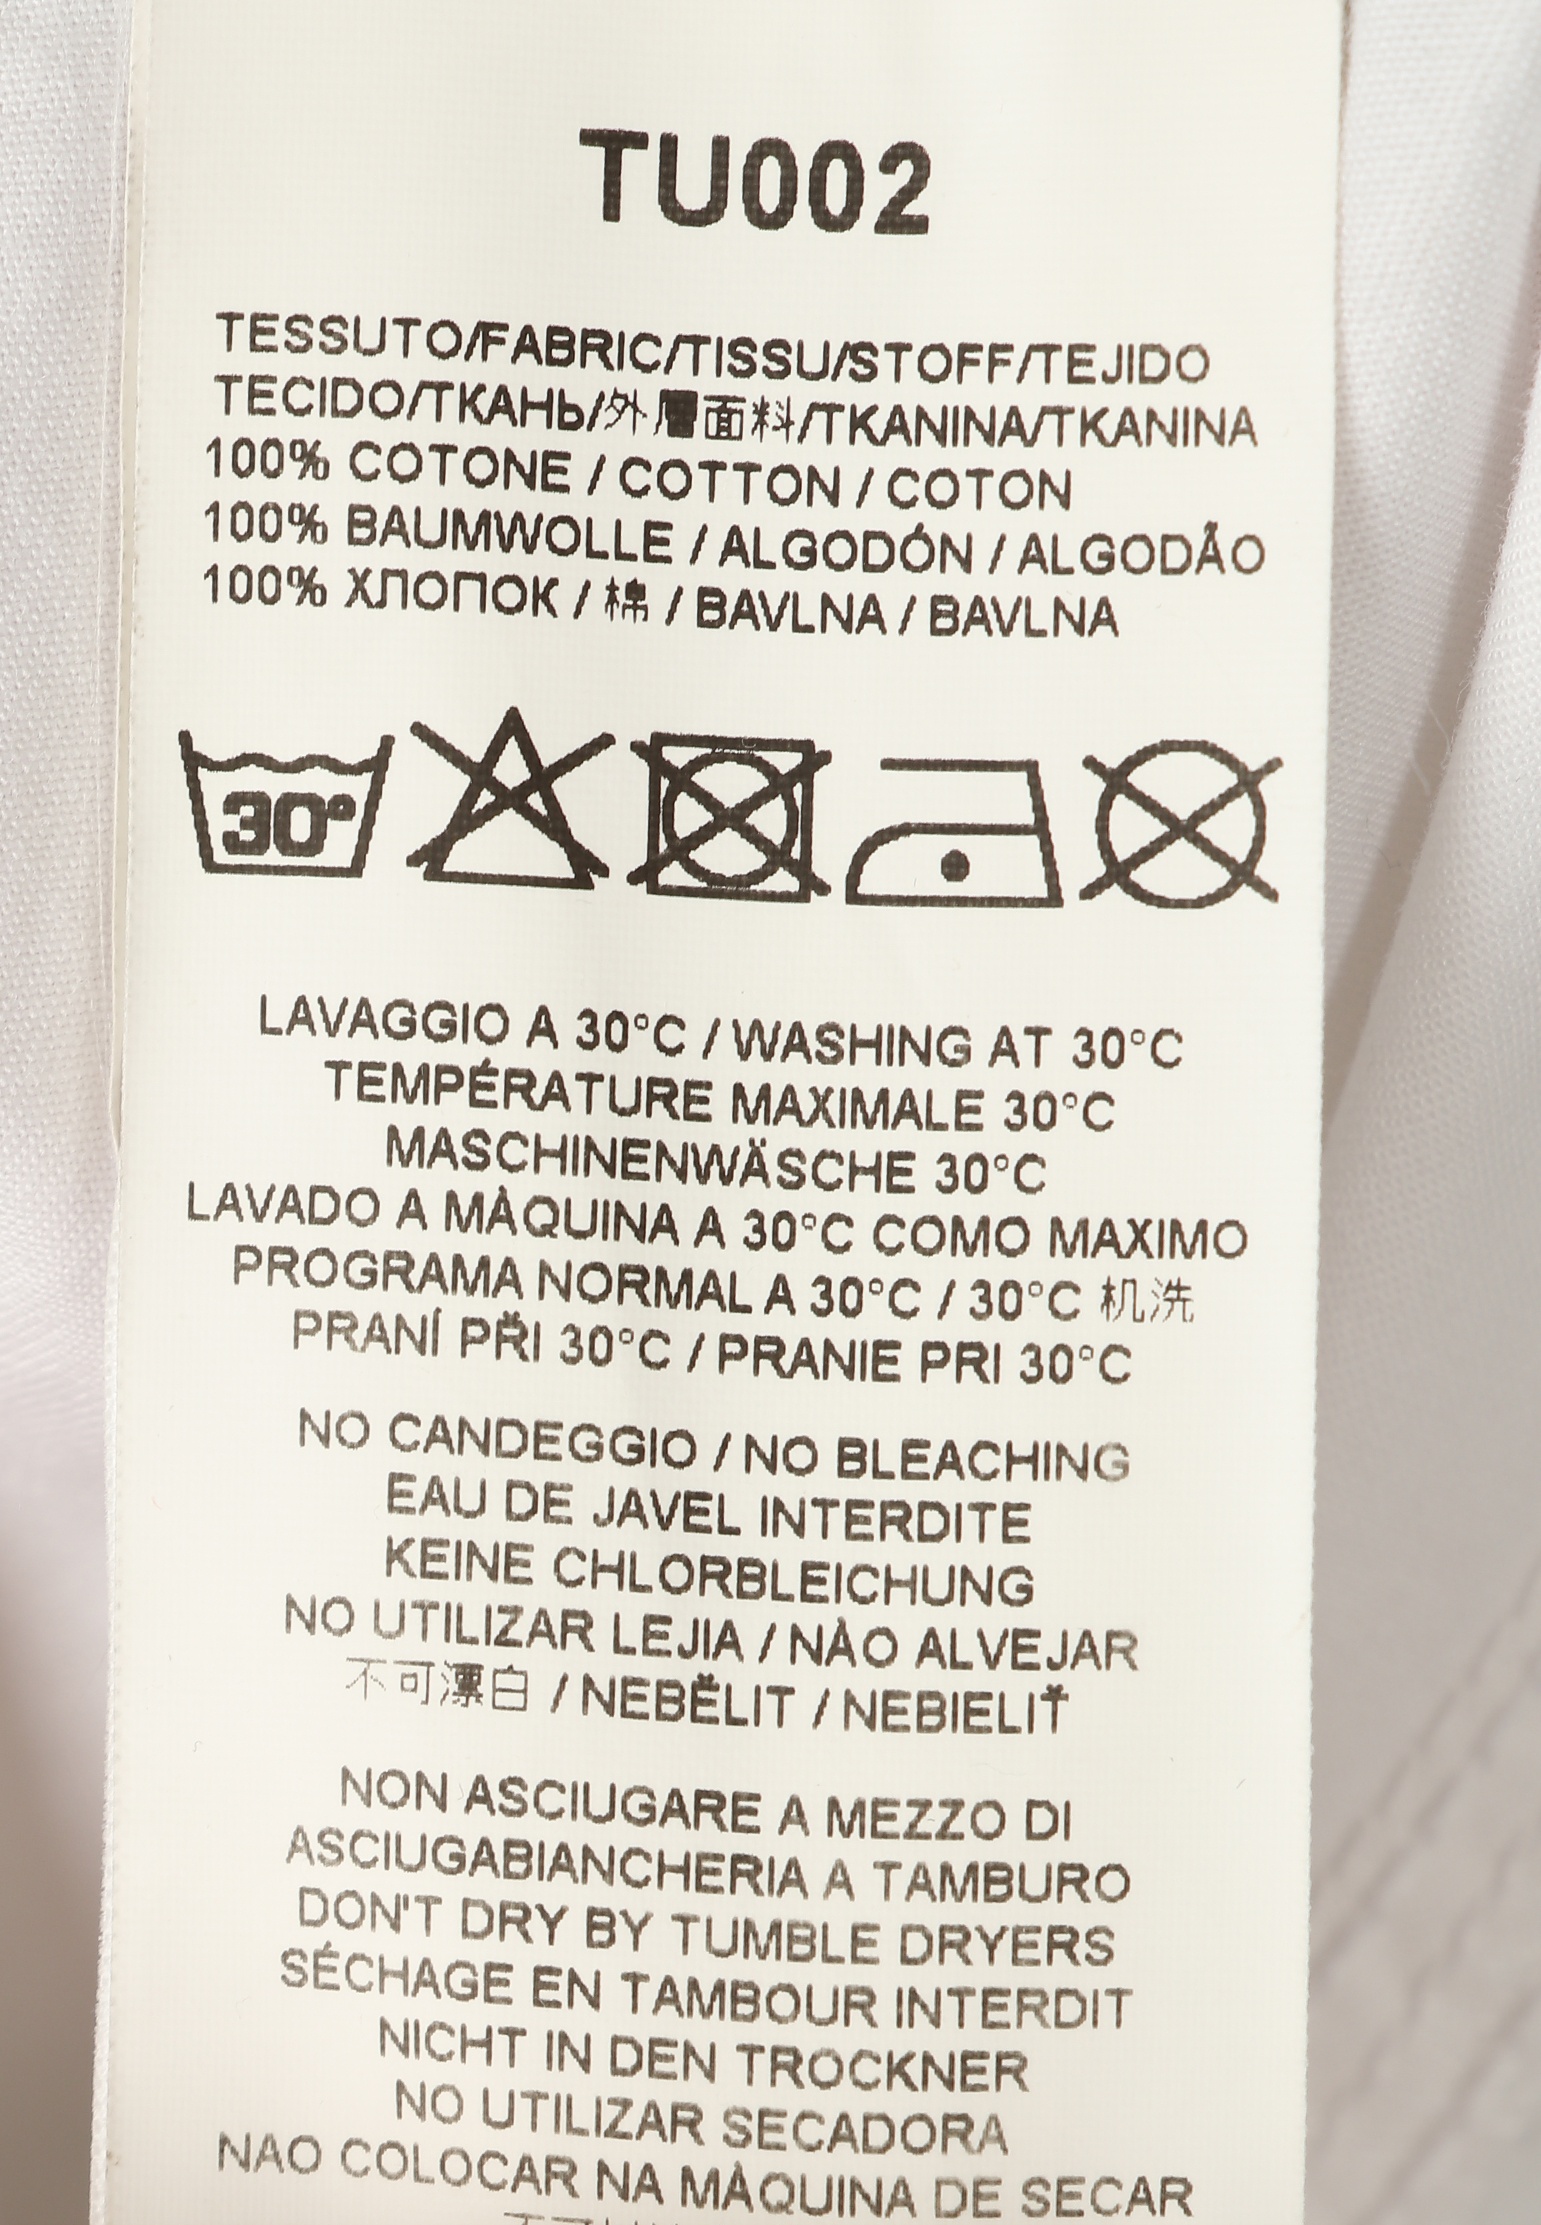 TU002
TESSUTO/FABRIC/TISSU/STOFF/TEJIDO
TECIDO/ТКАНЬ/外層面料/TKANINA/TKANINA
100% COTONE / COTTON / COTON
100% BAUMWOLLE / ALGODÓN / ALGODÃO
100% ХЛОПОК / 棉 / BAVLNA / BAVLNA
30°
LAVAGGIO A 30°C / WASHING AT 30°C
TEMPÉRATURE MAXIMALE 30°C
MASCHINENWÄSCHE 30°C
LAVADO A MÀQUINA A 30°C COMO MAXIMO
PROGRAMA NORMAL A 30°C / 30°C 机洗
PRANÍ PŘI 30°C / PRANIE PRI 30°C
NO CANDEGGIO / NO BLEACHING
EAU DE JAVEL INTERDITE
KEINE CHLORBLEICHUNG
NO UTILIZAR LEJIA / NÀO ALVEJAR
不可漂白 / NEBĚLIT / NEBIELIŤ
NON ASCIUGARE A MEZZO DI
ASCIUGABIANCHERIA A TAMBURO
DON'T DRY BY TUMBLE DRYERS
SÉCHAGE EN TAMBOUR INTERDIT
NICHT IN DEN TROCKNER
NO UTILIZAR SECADORA
NAO COLOCAR NA MÀQUINA DE SECAR